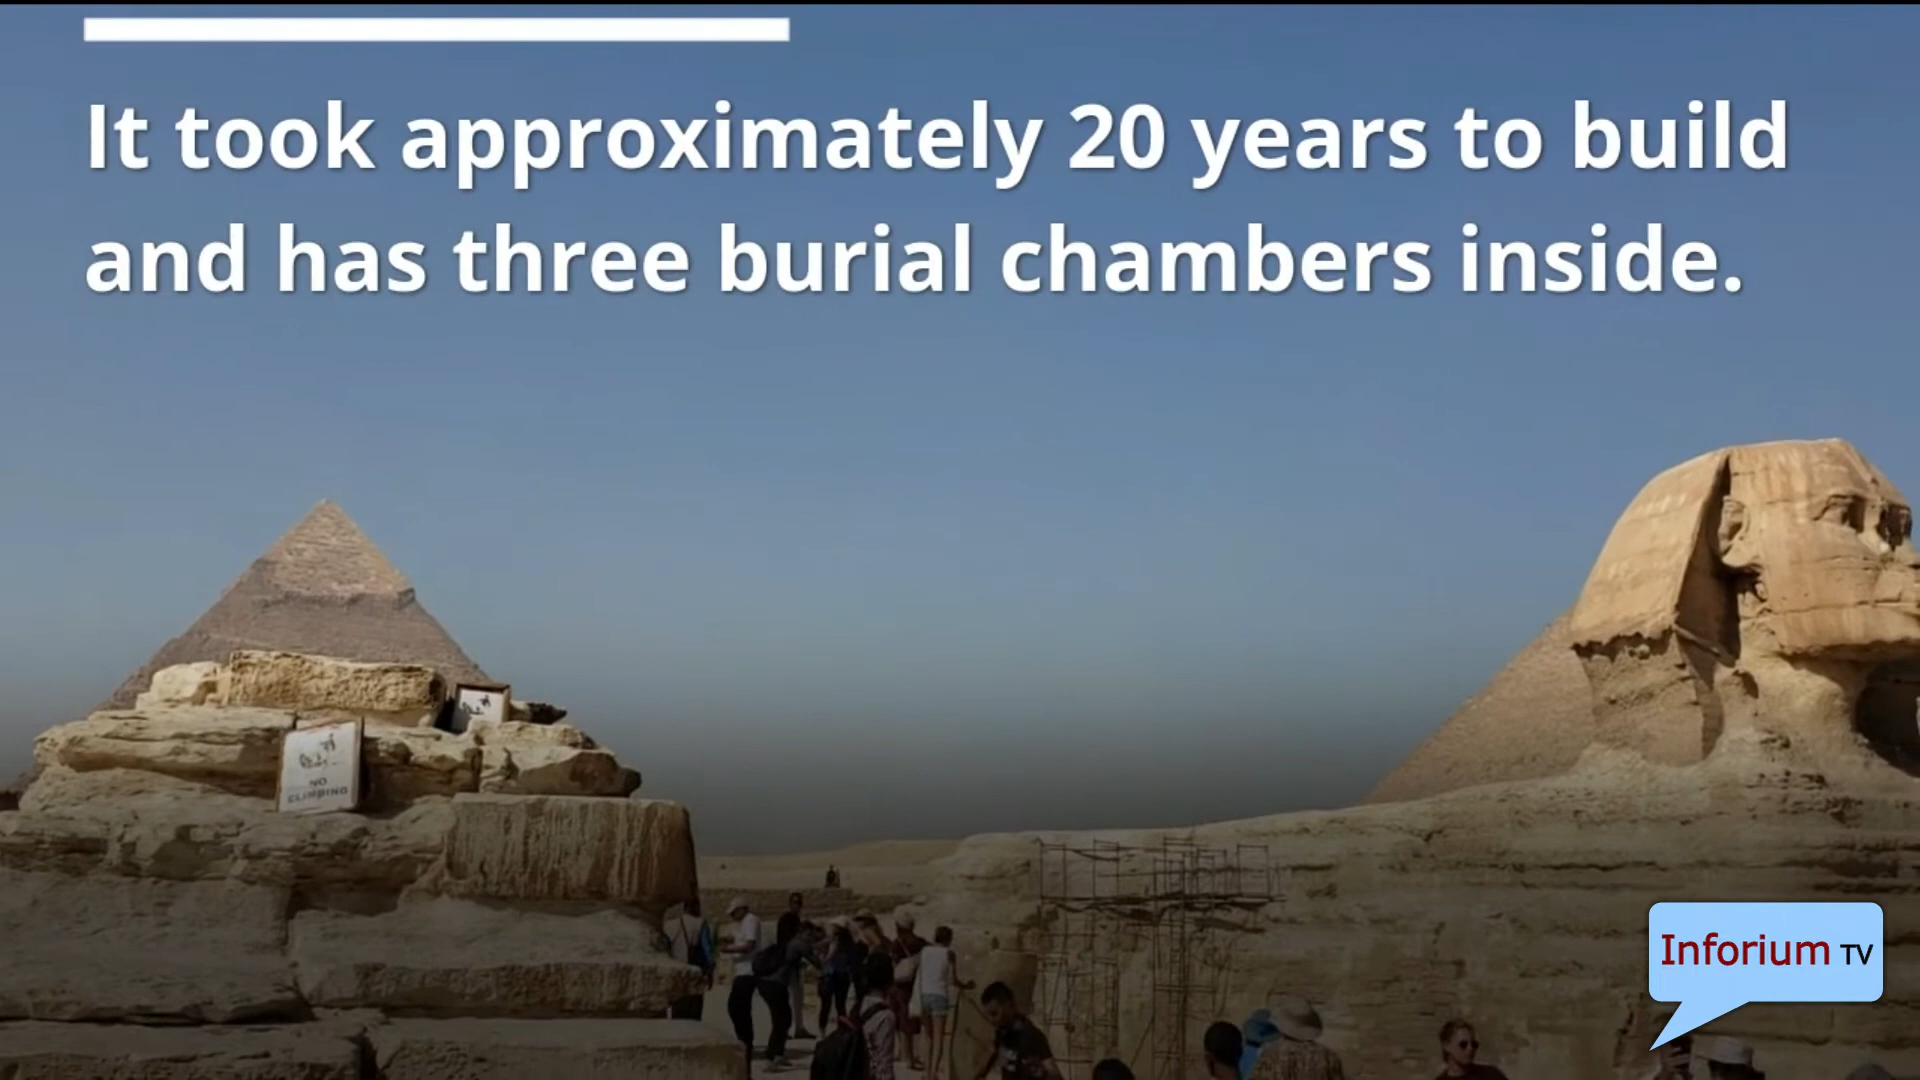 It took approximately 20 years to build
and has three burial chambers inside.
NO
CLIMBING
Inforium TV